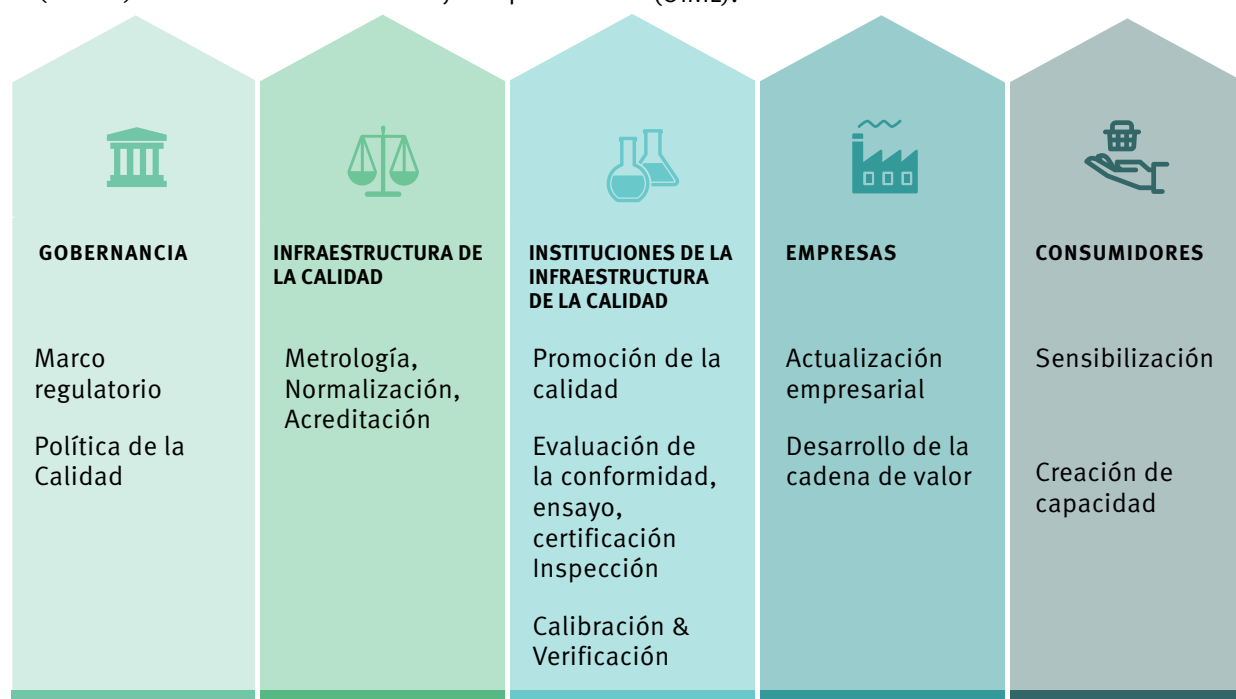 GOBERNANCIA
Marco
regulatorio
Política de la
Calidad
INFRAESTRUCTURA DE
LA CALIDAD
Metrología,
Normalización,
Acreditación
INSTITUCIONES DE LA
INFRAESTRUCTURA
DE LA CALIDAD
Promoción de la
calidad
Evaluación de
la conformidad,
ensayo,
certificación
Inspección
Calibración &
Verificación
EMPRESAS
Actualización
empresarial
Desarrollo de la
cadena de valor
CONSUMIDORES
Sensibilización
Creación de
capacidad